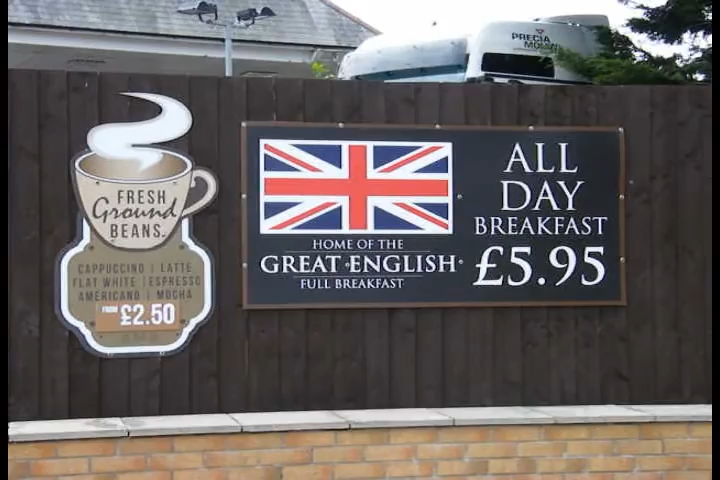 PRECIA
MOLEN
FRESH
Ground
BEANS.
CAPPUCCINO | LATTE
FLAT WHITE | ESPRESSO
AMERICANO | MOCHA
FROM £2.50
HOME OF THE
GREAT·ENGLISH·
FULL BREAKFAST
ALL
DAY
BREAKFAST
£5.95